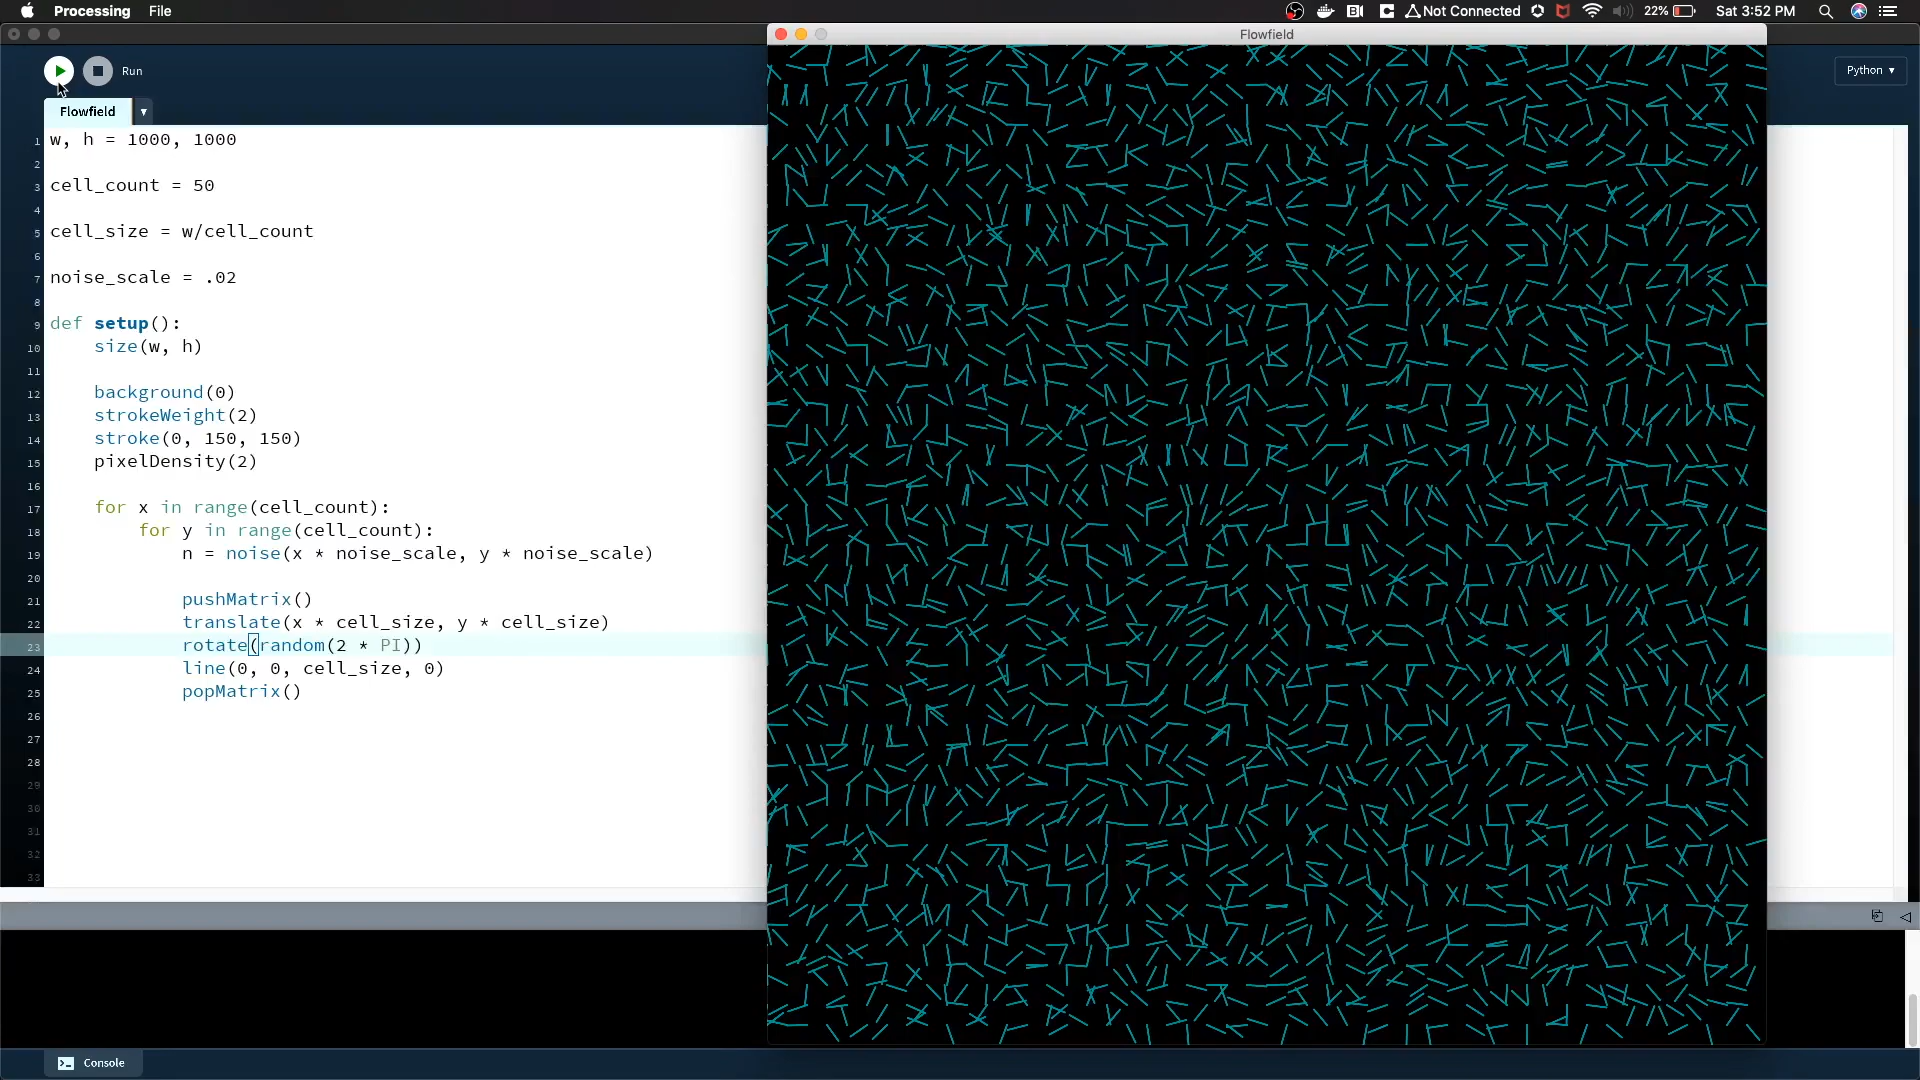 Processing File
Not Connected 22% Sat 3:52 PM
Flowfield
Run
Python
Flowfield
1 w, h = 1000, 1000
2
3 cell_count = 50
4
5 cell_size = w/cell_count
6
7 noise_scale = .02
8
9 def setup():
10 size(w, h)
11
12 background(0)
13 strokeWeight(2)
14 stroke(0, 150, 150)
15 pixelDensity(2)
16
17 for x in range(cell_count):
18 for y in range(cell_count):
19 n = noise(x * noise_scale, y * noise_scale)
20
21 pushMatrix()
22 translate(x * cell_size, y * cell_size)
23 rotate(random(2 * PI))
24 line(0, 0, cell_size, 0)
25 popMatrix()
26
27
28
29
30
31
32
33
Console